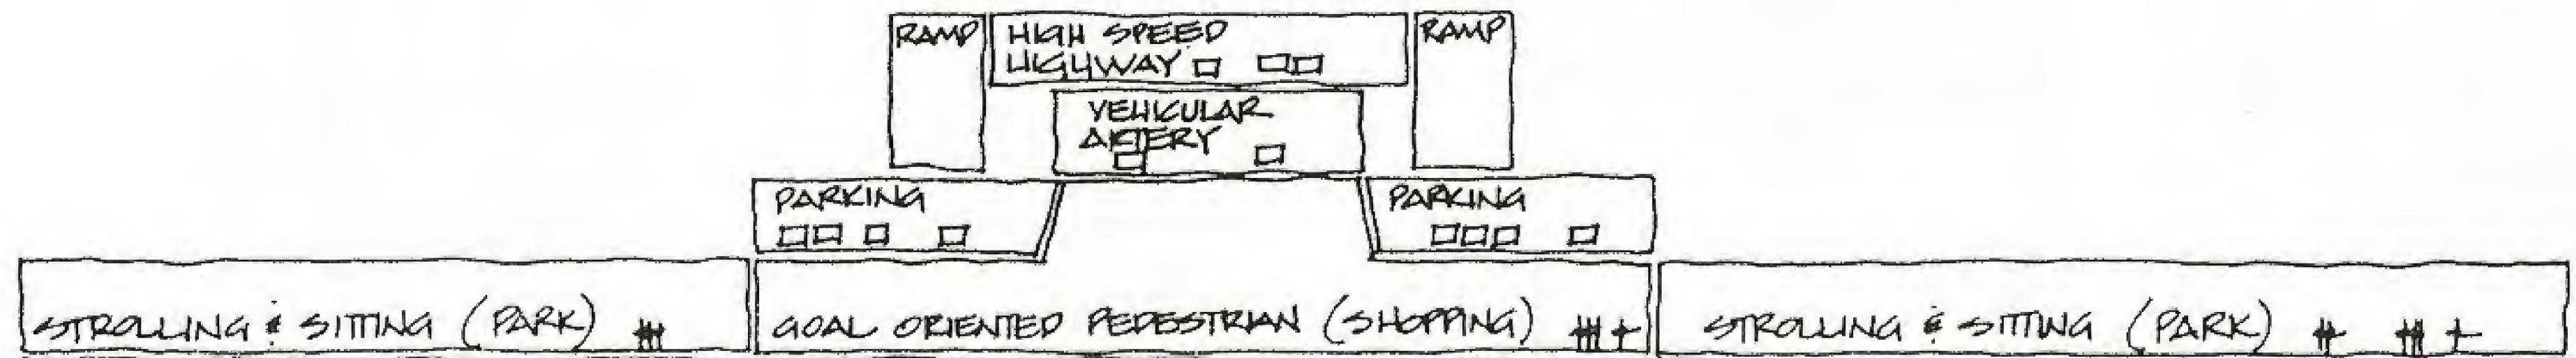 RAMP
HIGH SPEED
HIGHWAY
RAMP
VEHICULAR
ARTERY
PARKING
PARKING
STROLLING & SITTING (PARK)
GOAL ORIENTED PEDESTRIAN (SHOPPING)
STROLLING & SITTING (PARK)